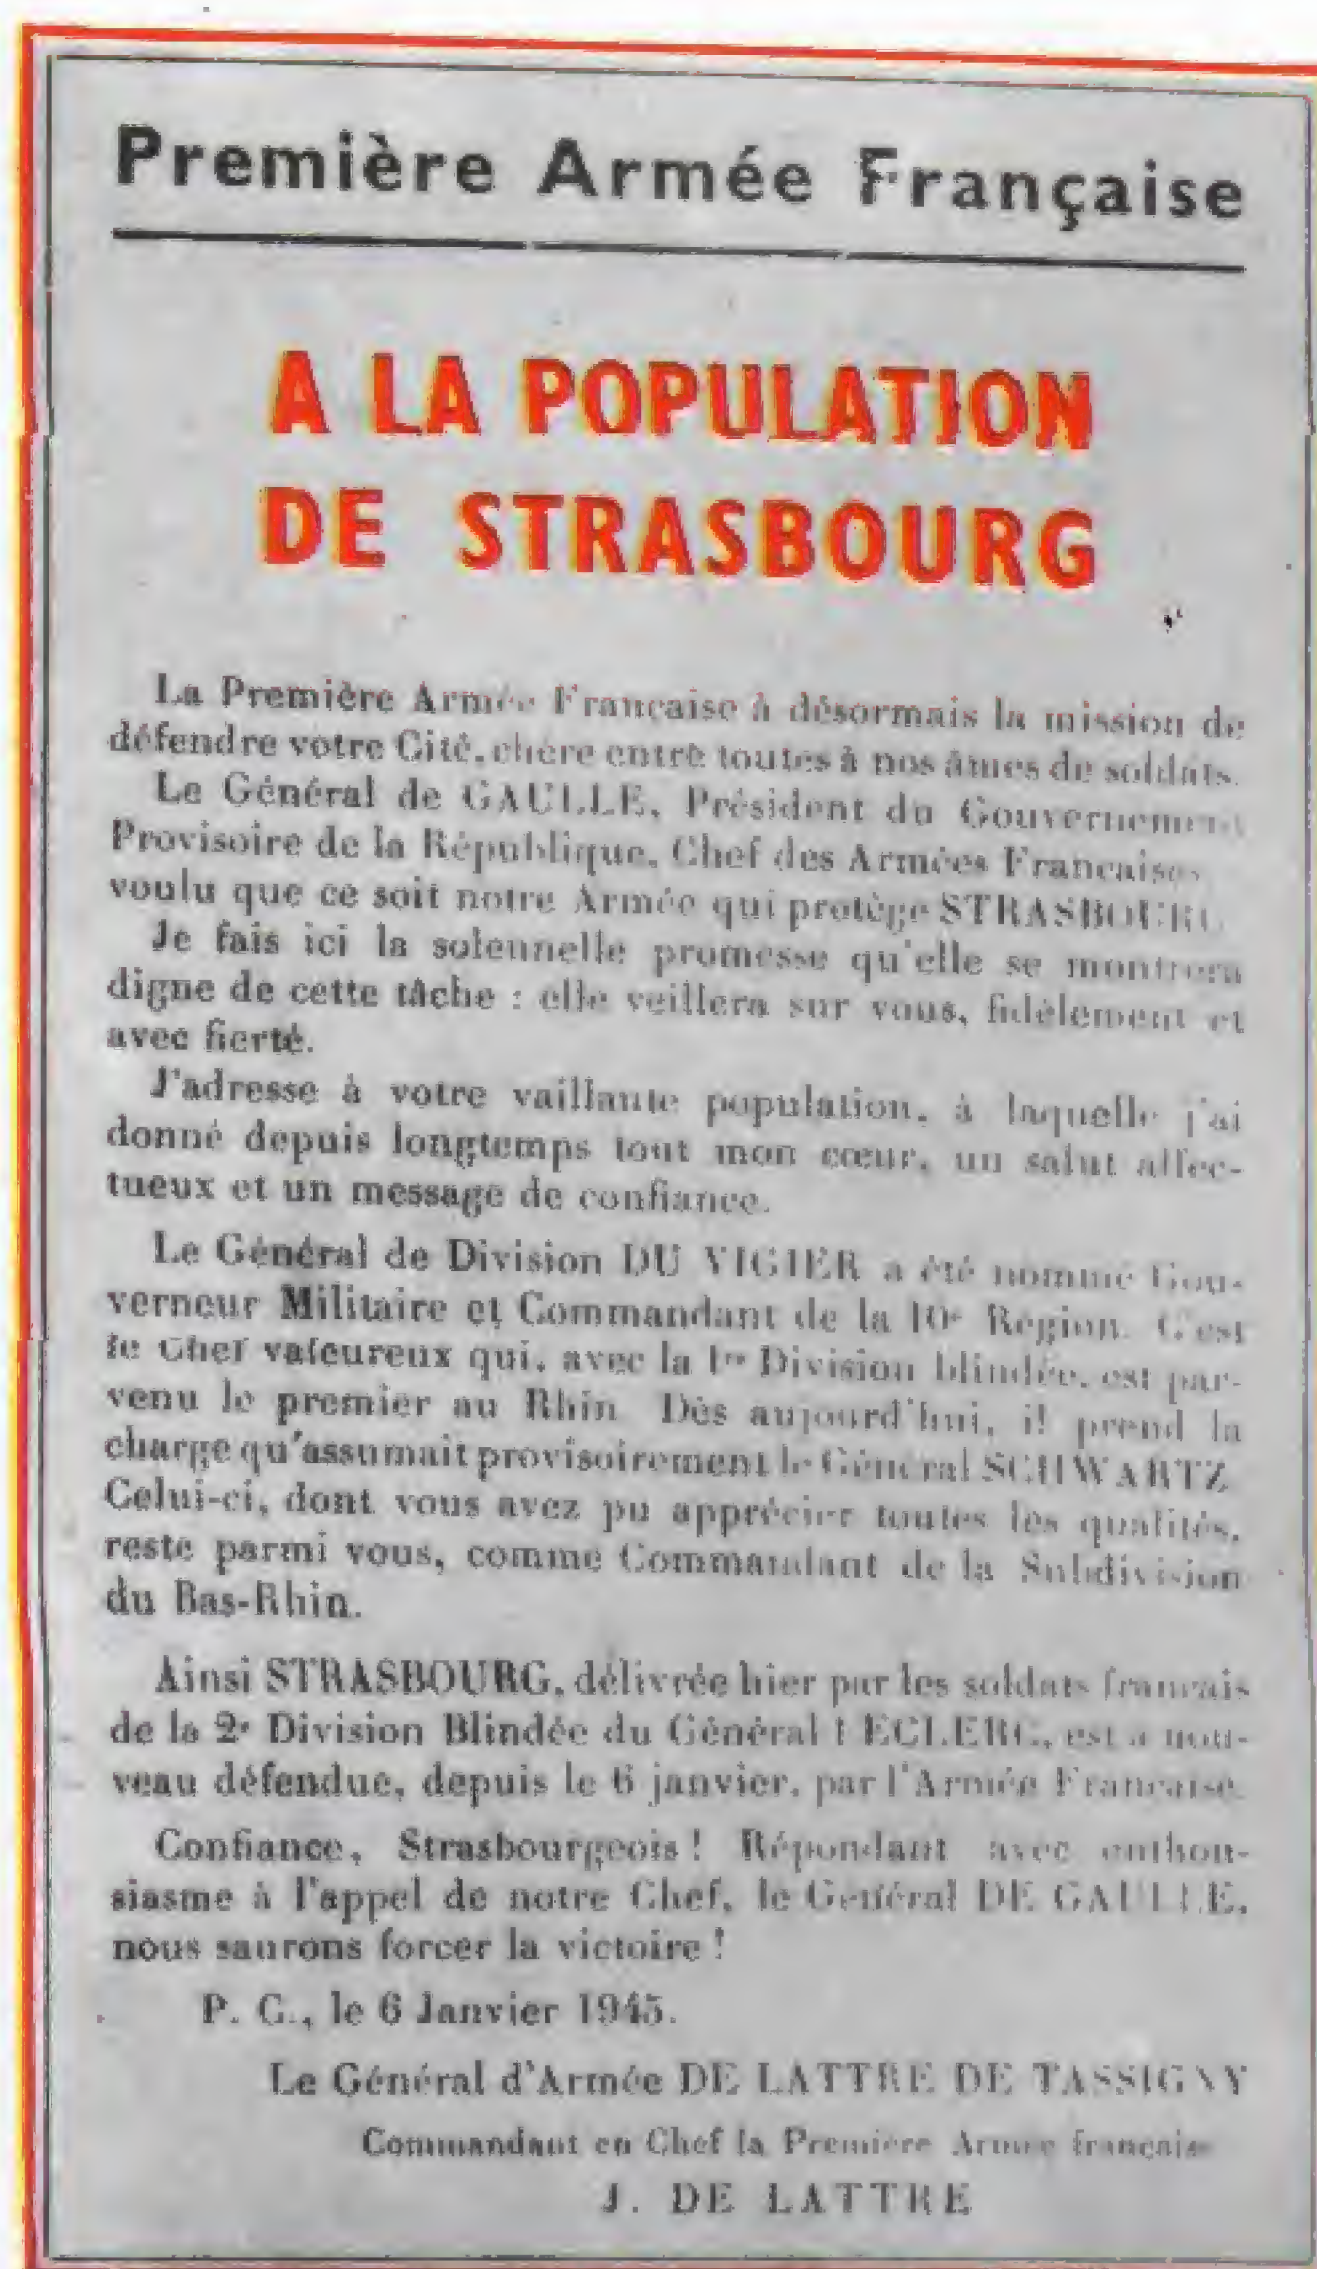 Première Armée Française
A LA POPULATION
DE STRASBOURG
La Première Armée Française à désormais la mission de
défendre votre Cité, chère entre toutes à nos âmes de soldats.
Le Général de GAULLE, Président du Gouvernement
Provisoire de la République, Chef des Armées Françaises
voulu que ce soit notre Armée qui protège STRASBOURG
Je fais ici la solennelle promesse qu'elle se montrera
digne de cette tâche : elle veillera sur vous, fidèlement et
avec fierté.
J'adresse à votre vaillante population, à laquelle j'ai
donné depuis longtemps tout mon cœur, un salut affec-
tueux et un message de confiance.
Le Général de Division DU VIGIER a été nommé Gou-
verneur Militaire et Commandant de la 10e Région. C'est
le Chef valeureux qui, avec la 1re Division blindée, est par-
venu le premier au Rhin. Dès aujourd'hui, il prend la
charge qu'assumait provisoirement le Général SCHWARTZ
Celui-ci, dont vous avez pu apprécier toutes les qualités,
reste parmi vous, comme Commandant de la Subdivision
du Bas-Rhin.
Ainsi STRASBOURG, délivrée hier par les soldats français
de la 2e Division Blindée du Général LECLERC, est à nou-
veau défendue, depuis le 6 janvier, par l'Armée Française.
Confiance, Strasbourgeois ! Répondant avec enthou-
siasme à l'appel de notre Chef, le Général DE GAULLE,
nous saurons forcer la victoire !
P. C., le 6 Janvier 1945.
Le Général d'Armée DE LATTRE DE TASSIGNY
Commandant en Chef la Première Armée française
J. DE LATTRE